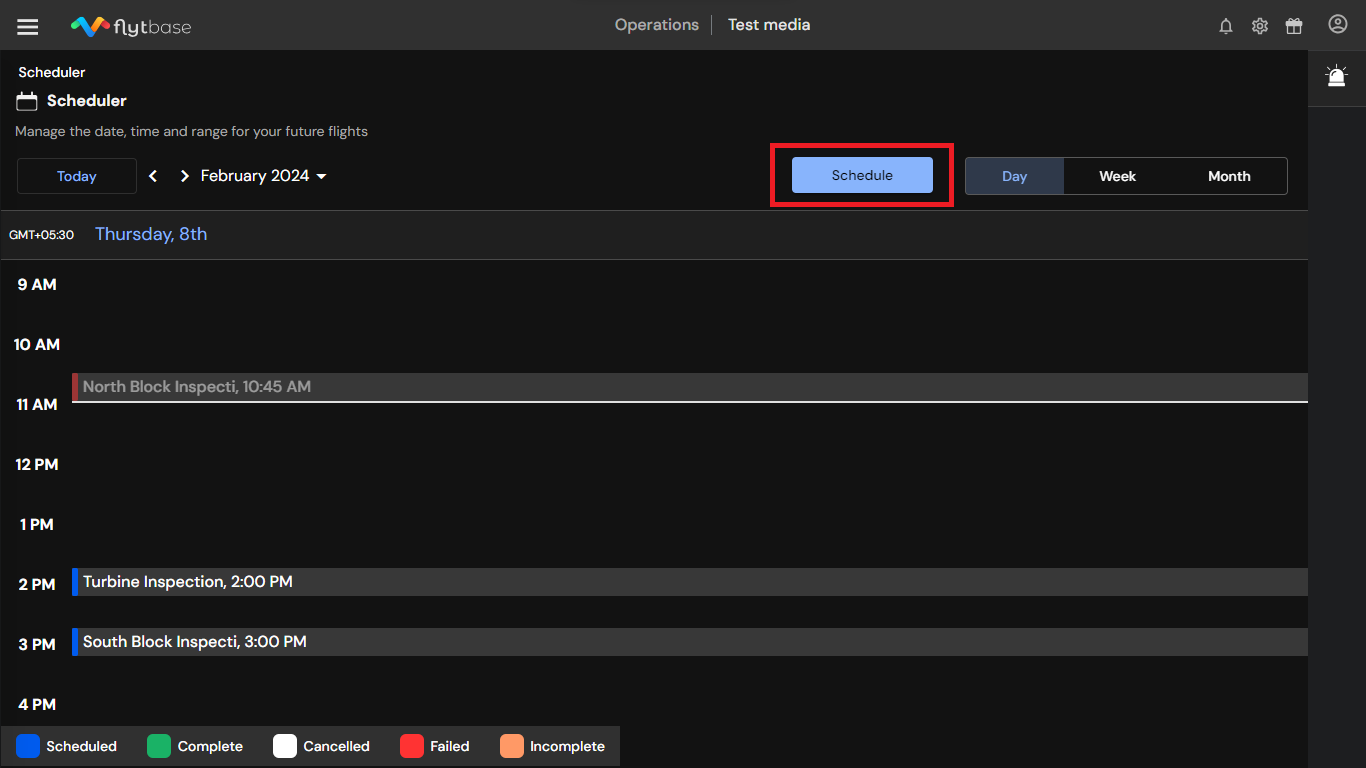 flytbase
Operations | Test media
Scheduler
Scheduler
Manage the date, time and range for your future flights
Today
February 2024
Schedule
Day
Week
Month
GMT+05:30
Thursday, 8th
9 AM
10 AM
North Block Inspecti, 10:45 AM
11 AM
12 PM
1 PM
2 PM
Turbine Inspection, 2:00 PM
3 PM
South Block Inspecti, 3:00 PM
4 PM
Scheduled
Complete
Cancelled
Failed
Incomplete